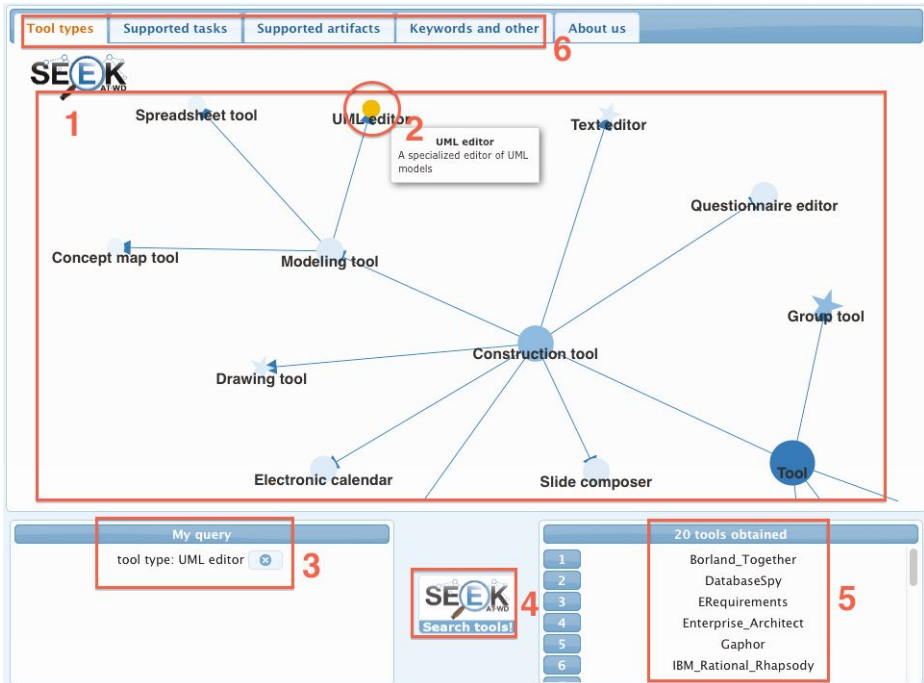 Tool types Supported tasks Supported artifacts Keywords and other About us
6
SEEK
AT-WD
1
Spreadsheet tool
UML editor
2
Text editor
UML editor
A specialized editor of UML
models
Questionnaire editor
Concept map tool
Modeling tool
Group tool
Construction tool
Drawing tool
Electronic calendar
Slide composer
Tool
My query
tool type: UML editor
3
SEEK
AT-WD
Search tools!
4
20 tools obtained
1 Borland_Together
2 DatabaseSpy
3 ERequirements
4 Enterprise_Architect
5 Gaphor
6 IBM_Rational_Rhapsody
5